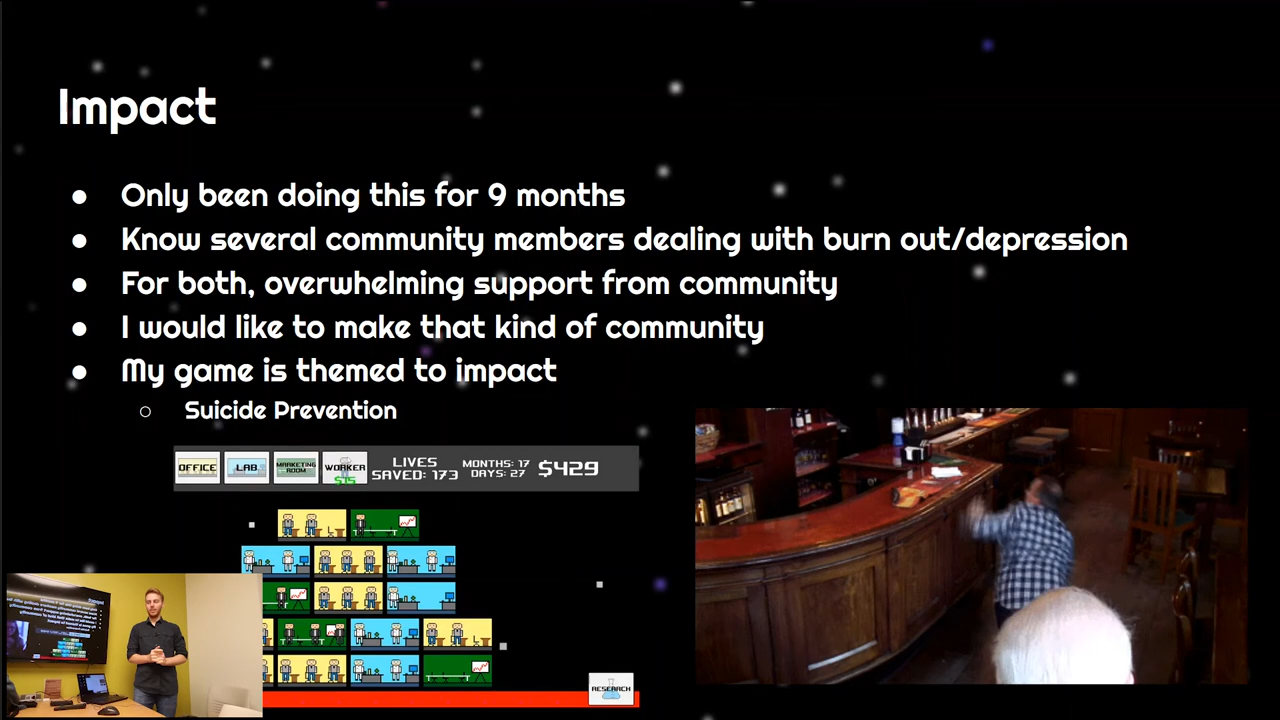 Impact
Only been doing this for 9 months
Know several community members dealing with burn out/depression
For both, overwhelming support from community
I would like to make that kind of community
My game is themed to impact
Suicide Prevention
OFFICE
LAB
MARKETING
ROOM
WORKER
$75
LIVES
SAVED: 173
MONTHS: 17
DAYS: 27
$429
RESEARCH